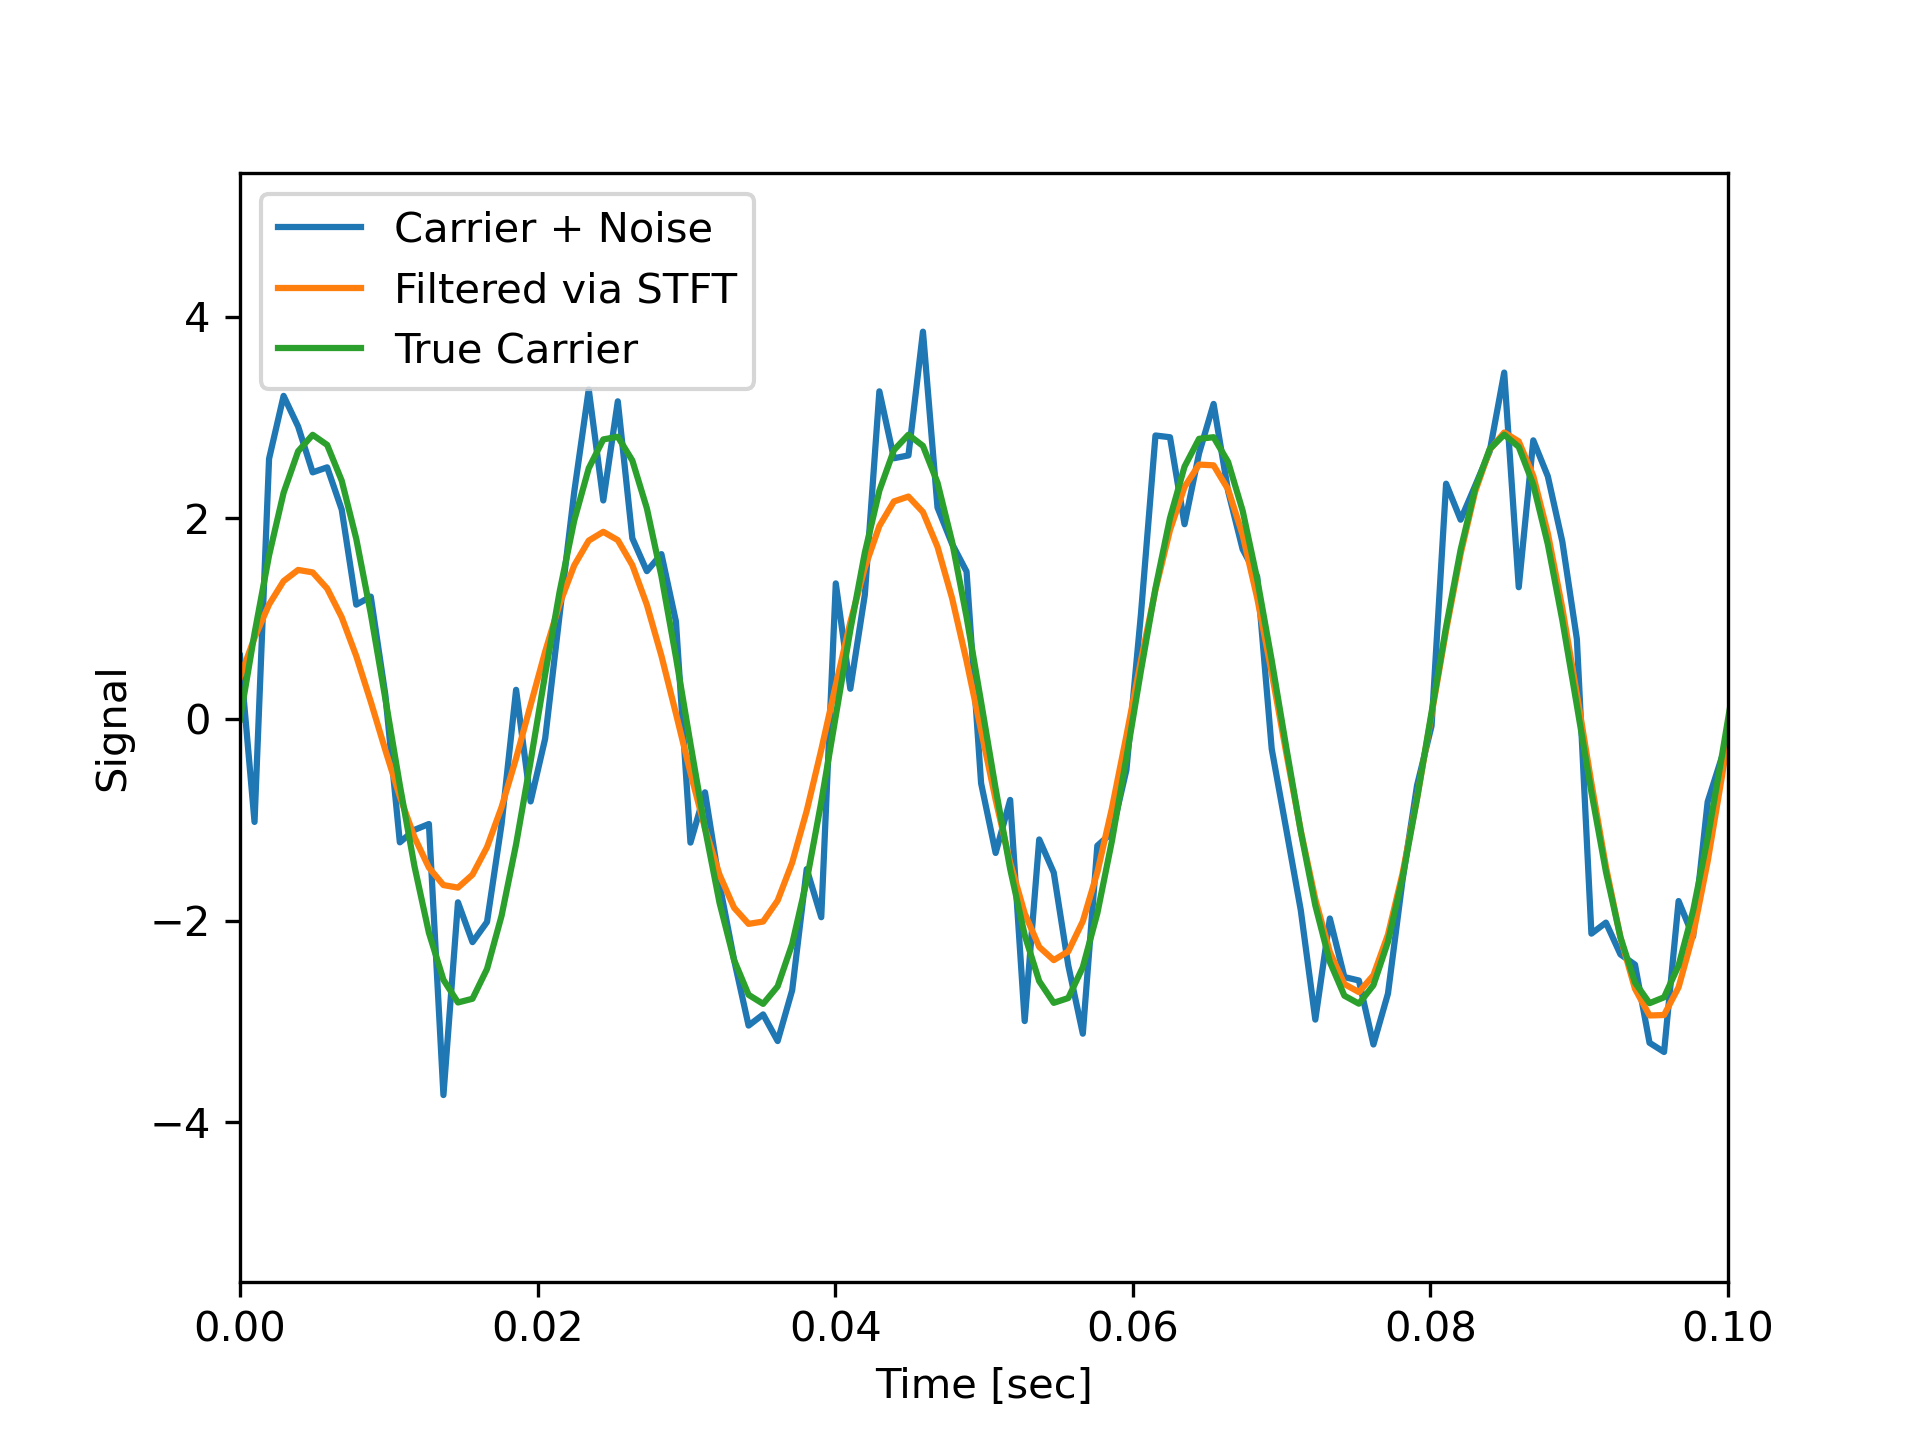 Carrier + Noise
Filtered via STFT
True Carrier
4
2
0
−2
−4
Signal
0.00 0.02 0.04 0.06 0.08 0.10
Time [sec]